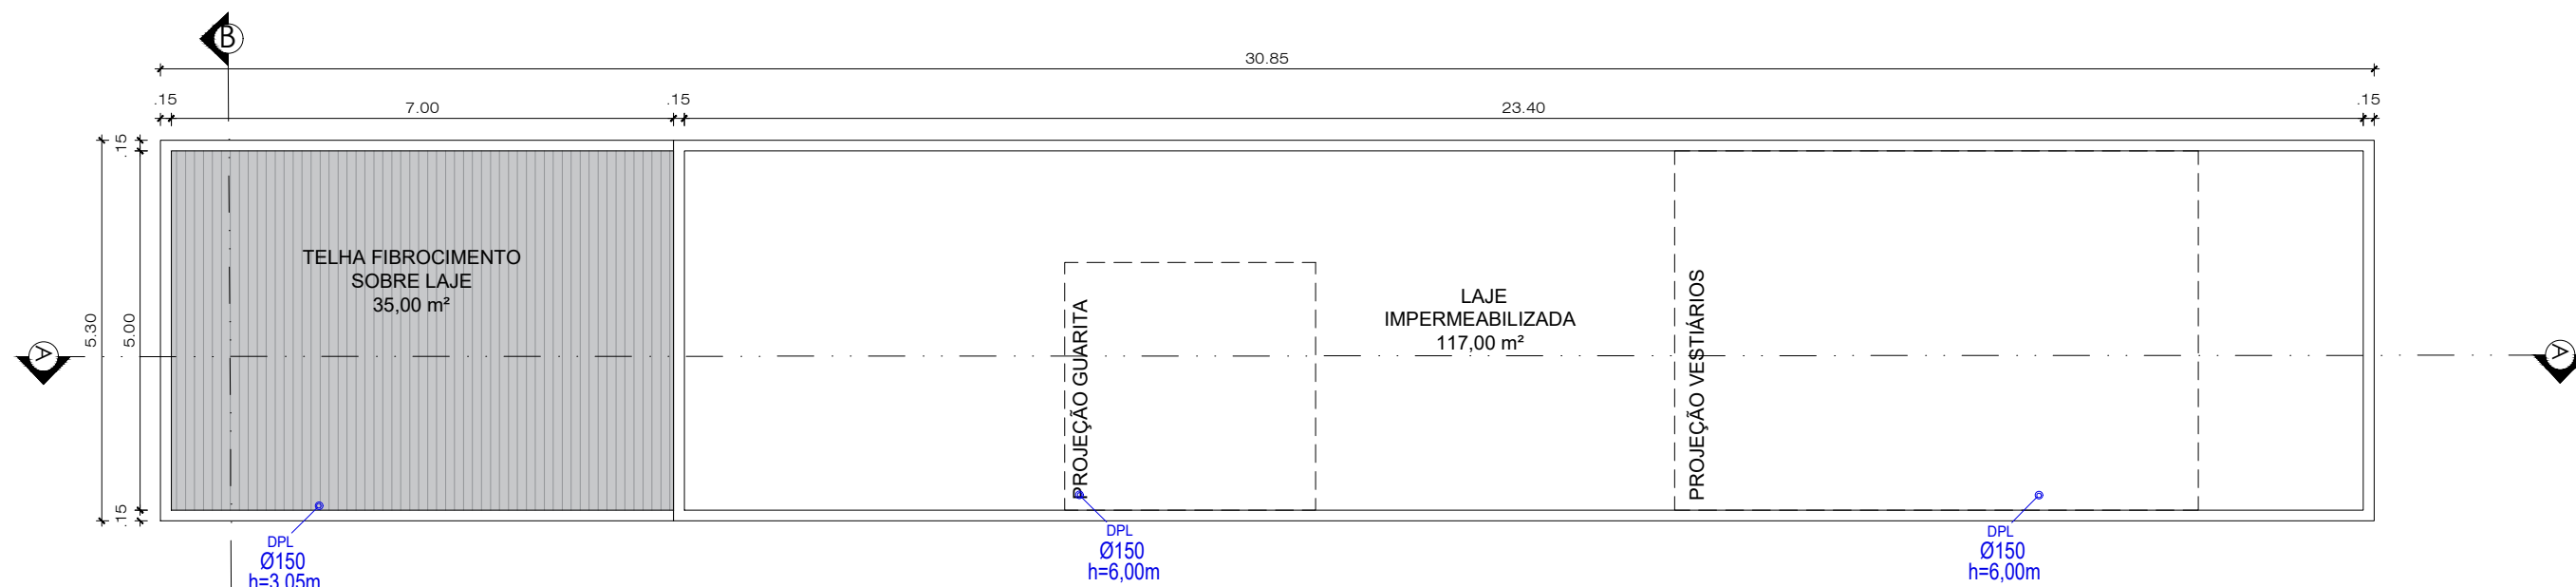 B
30.85
.15
7.00
.15
23.40
.15
.15
5.30
5.00
.15
TELHA FIBROCIMENTO
SOBRE LAJE
35,00 m²
PROJEÇÃO GUARITA
LAJE
IMPERMEABILIZADA
117,00 m²
PROJEÇÃO VESTIÁRIOS
A
A
DPL
Ø150
h=3,05m
DPL
Ø150
h=6,00m
DPL
Ø150
h=6,00m